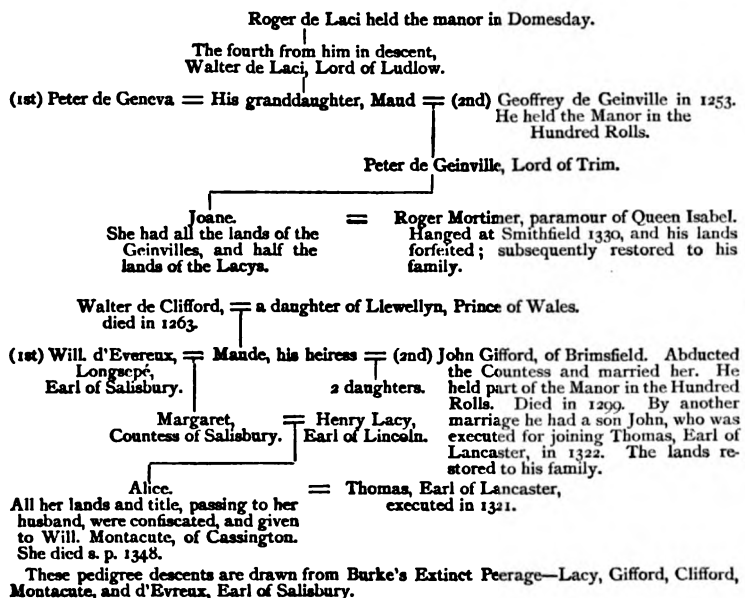 Roger de Laci held the manor in Domesday.
The fourth from him in descent,
Walter de Laci, Lord of Ludlow.
(1st) Peter de Geneva = His granddaughter, Maud = (2nd) Geoffrey de Geinville in 1253.
He held the Manor in the
Hundred Rolls.
Peter de Geinville, Lord of Trim.
Joane.
She had all the lands of the
Geinvilles, and half the
lands of the Lacys.
= Roger Mortimer, paramour of Queen Isabel.
Hanged at Smithfield 1330, and his lands
forfeited; subsequently restored to his
family.
Walter de Clifford, = a daughter of Llewellyn, Prince of Wales.
died in 1263.
(1st) Will. d'Evereux, = Maude, his heiress = (2nd) John Gifford, of Brimsfield. Abducted
Longsepé,
Earl of Salisbury.
2 daughters.
the Countess and married her. He
held part of the Manor in the Hundred
Rolls. Died in 1299. By another
marriage he had a son John, who was
executed for joining Thomas, Earl of
Lancaster, in 1322. The lands re-
stored to his family.
Margaret, = Henry Lacy,
Countess of Salisbury. Earl of Lincoln.
Alice. = Thomas, Earl of Lancaster,
executed in 1321.
All her lands and title, passing to her
husband, were confiscated, and given
to Will. Montacute, of Cassington.
She died s. p. 1348.
These pedigree descents are drawn from Burke's Extinct Peerage—Lacy, Gifford, Clifford,
Montacute, and d'Evreux, Earl of Salisbury.